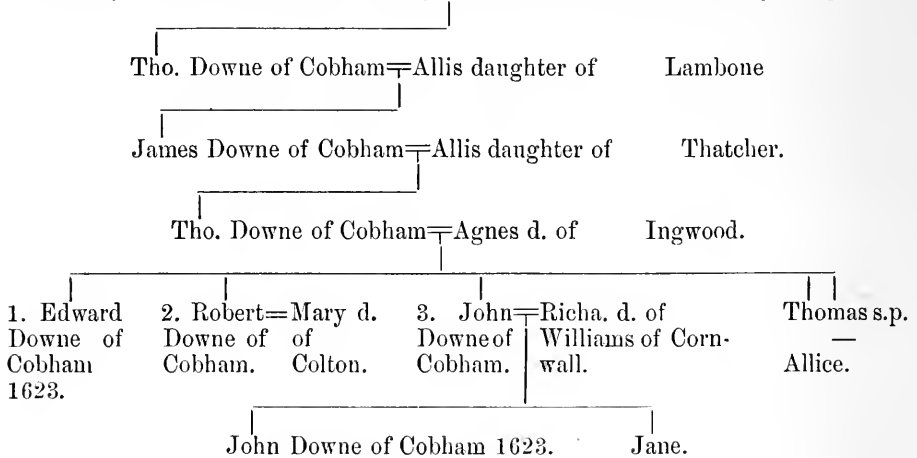 Tho. Downe of Cobham=Allis daughter of Lambone
James Downe of Cobham=Allis daughter of Thatcher.
Tho. Downe of Cobham=Agnes d. of Ingwood.
1. Edward
Downe of
Cobham
1623.
2. Robert=Mary d.
Downe of of
Cobham. Colton.
3. John=Richa. d. of
Downe of Williams of Corn-
Cobham. wall.
Thomas s.p.
—
Allice.
John Downe of Cobham 1623. Jane.